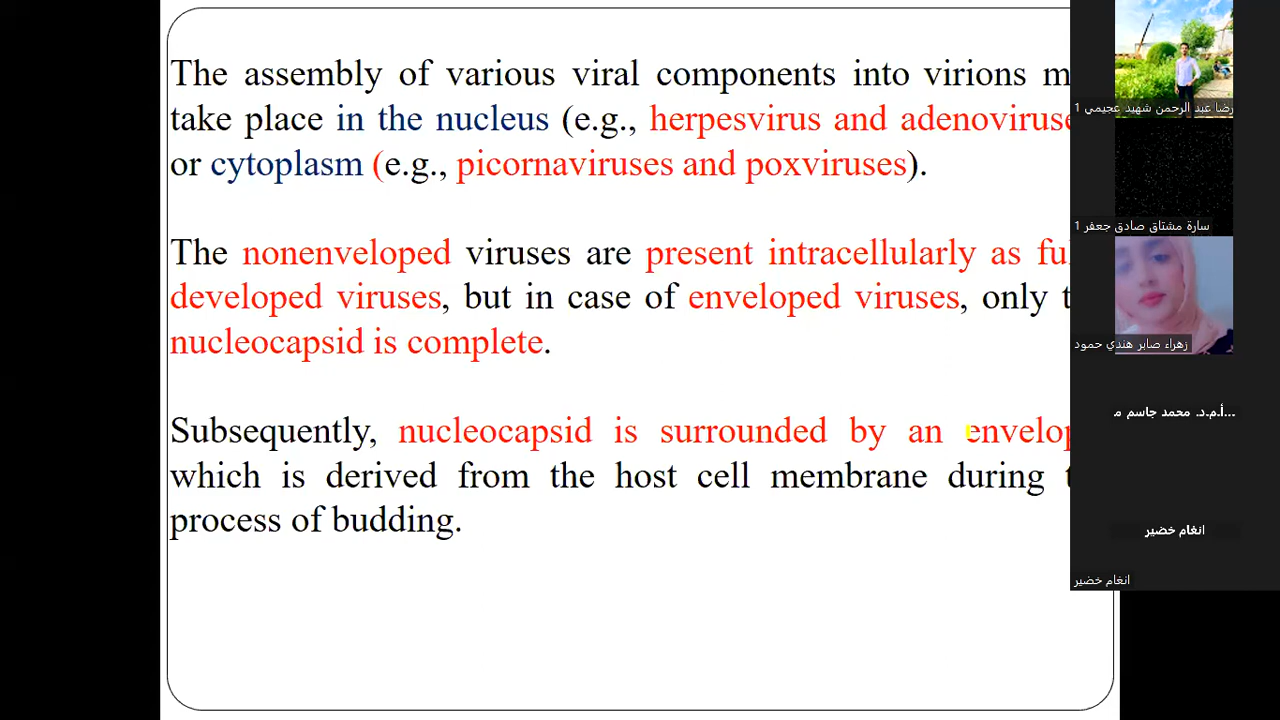 The assembly of various viral components into virions m
take place in the nucleus (e.g., herpesvirus and adenoviruse
or cytoplasm (e.g., picornaviruses and poxviruses).
The nonenveloped viruses are present intracellularly as ful
developed viruses, but in case of enveloped viruses, only t
nucleocapsid is complete.
Subsequently, nucleocapsid is surrounded by an envelop
which is derived from the host cell membrane during t
process of budding.
رضا عبد الرحمن شهيد عجيمي 1
سارة مشتاق صادق جعفر 1
زهراء صابر هندي حمود
أ.م.د. محمد جاسم م...
انغام خضير
انغام خضير